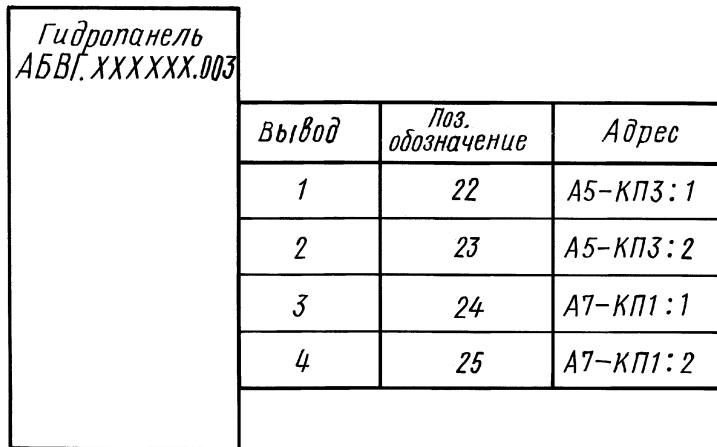 Гидропанель
АБВГ.XXXXXX.003
Вывод Поз. обозначение Адрес
1 22 А5-КП3:1
2 23 А5-КП3:2
3 24 А7-КП1:1
4 25 А7-КП1:2